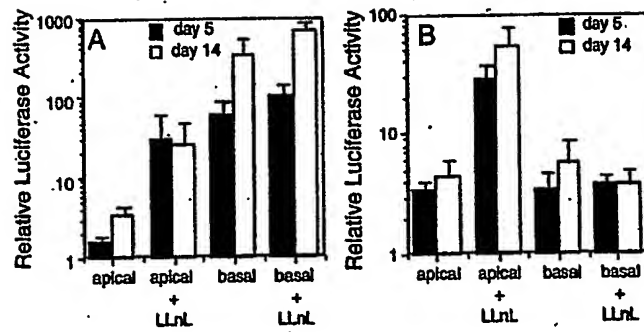 A
day 5
day 14
Relative Luciferase Activity
1000
100
10
1
apical
apical + LLnL
basal
basal + LLnL
B
day 5
day 14
Relative Luciferase Activity
100
10
1
apical
apical + LLnL
basal
basal + LLnL